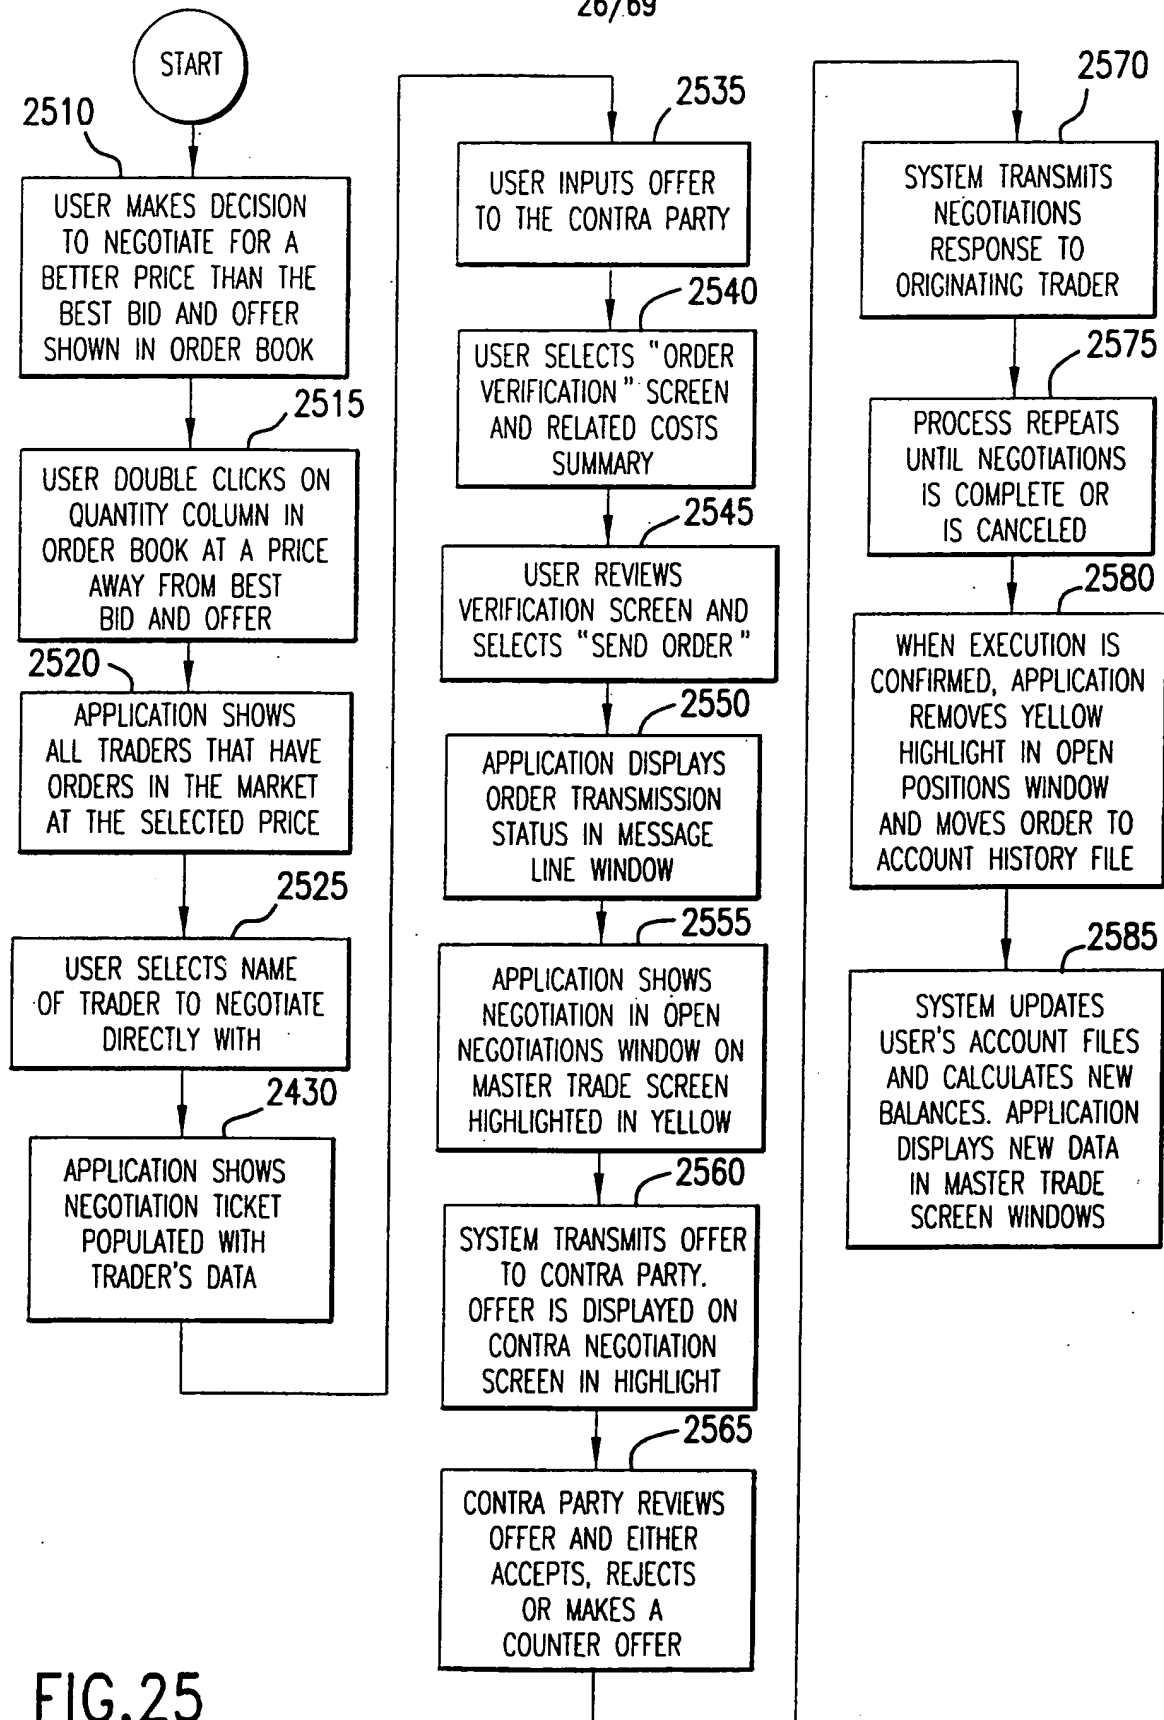 26/69
START
2510
USER MAKES DECISION
TO NEGOTIATE FOR A
BETTER PRICE THAN THE
BEST BID AND OFFER
SHOWN IN ORDER BOOK
2515
USER DOUBLE CLICKS ON
QUANTITY COLUMN IN
ORDER BOOK AT A PRICE
AWAY FROM BEST
BID AND OFFER
2520
APPLICATION SHOWS
ALL TRADERS THAT HAVE
ORDERS IN THE MARKET
AT THE SELECTED PRICE
2525
USER SELECTS NAME
OF TRADER TO NEGOTIATE
DIRECTLY WITH
2430
APPLICATION SHOWS
NEGOTIATION TICKET
POPULATED WITH
TRADER'S DATA
2535
USER INPUTS OFFER
TO THE CONTRA PARTY
2540
USER SELECTS "ORDER
VERIFICATION" SCREEN
AND RELATED COSTS
SUMMARY
2545
USER REVIEWS
VERIFICATION SCREEN AND
SELECTS "SEND ORDER"
2550
APPLICATION DISPLAYS
ORDER TRANSMISSION
STATUS IN MESSAGE
LINE WINDOW
2555
APPLICATION SHOWS
NEGOTIATION IN OPEN
NEGOTIATIONS WINDOW ON
MASTER TRADE SCREEN
HIGHLIGHTED IN YELLOW
2560
SYSTEM TRANSMITS OFFER
TO CONTRA PARTY.
OFFER IS DISPLAYED ON
CONTRA NEGOTIATION
SCREEN IN HIGHLIGHT
2565
CONTRA PARTY REVIEWS
OFFER AND EITHER
ACCEPTS, REJECTS
OR MAKES A
COUNTER OFFER
2570
SYSTEM TRANSMITS
NEGOTIATIONS
RESPONSE TO
ORIGINATING TRADER
2575
PROCESS REPEATS
UNTIL NEGOTIATIONS
IS COMPLETE OR
IS CANCELED
2580
WHEN EXECUTION IS
CONFIRMED, APPLICATION
REMOVES YELLOW
HIGHLIGHT IN OPEN
POSITIONS WINDOW
AND MOVES ORDER TO
ACCOUNT HISTORY FILE
2585
SYSTEM UPDATES
USER'S ACCOUNT FILES
AND CALCULATES NEW
BALANCES. APPLICATION
DISPLAYS NEW DATA
IN MASTER TRADE
SCREEN WINDOWS
FIG.25